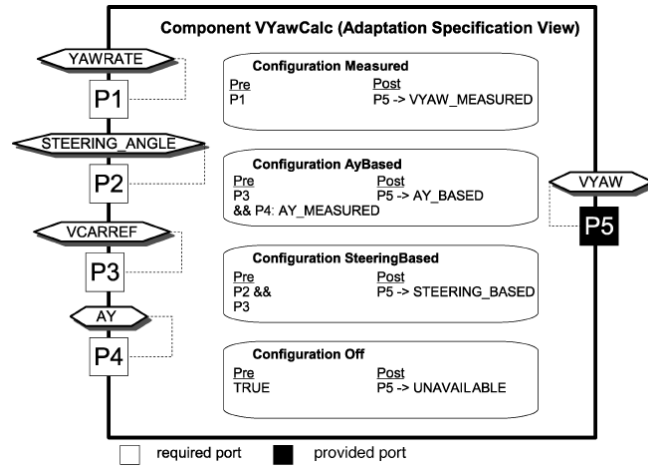 Component VYawCalc (Adaptation Specification View)
YAWRATE
P1
STEERING_ANGLE
P2
VCARREF
P3
AY
P4
Configuration Measured
Pre Post
P1 P5 -> VYAW_MEASURED
Configuration AyBased
Pre Post
P3 P5 -> AY_BASED
&& P4: AY_MEASURED
Configuration SteeringBased
Pre Post
P2 && P5 -> STEERING_BASED
P3
Configuration Off
Pre Post
TRUE P5 -> UNAVAILABLE
VYAW
P5
required port provided port